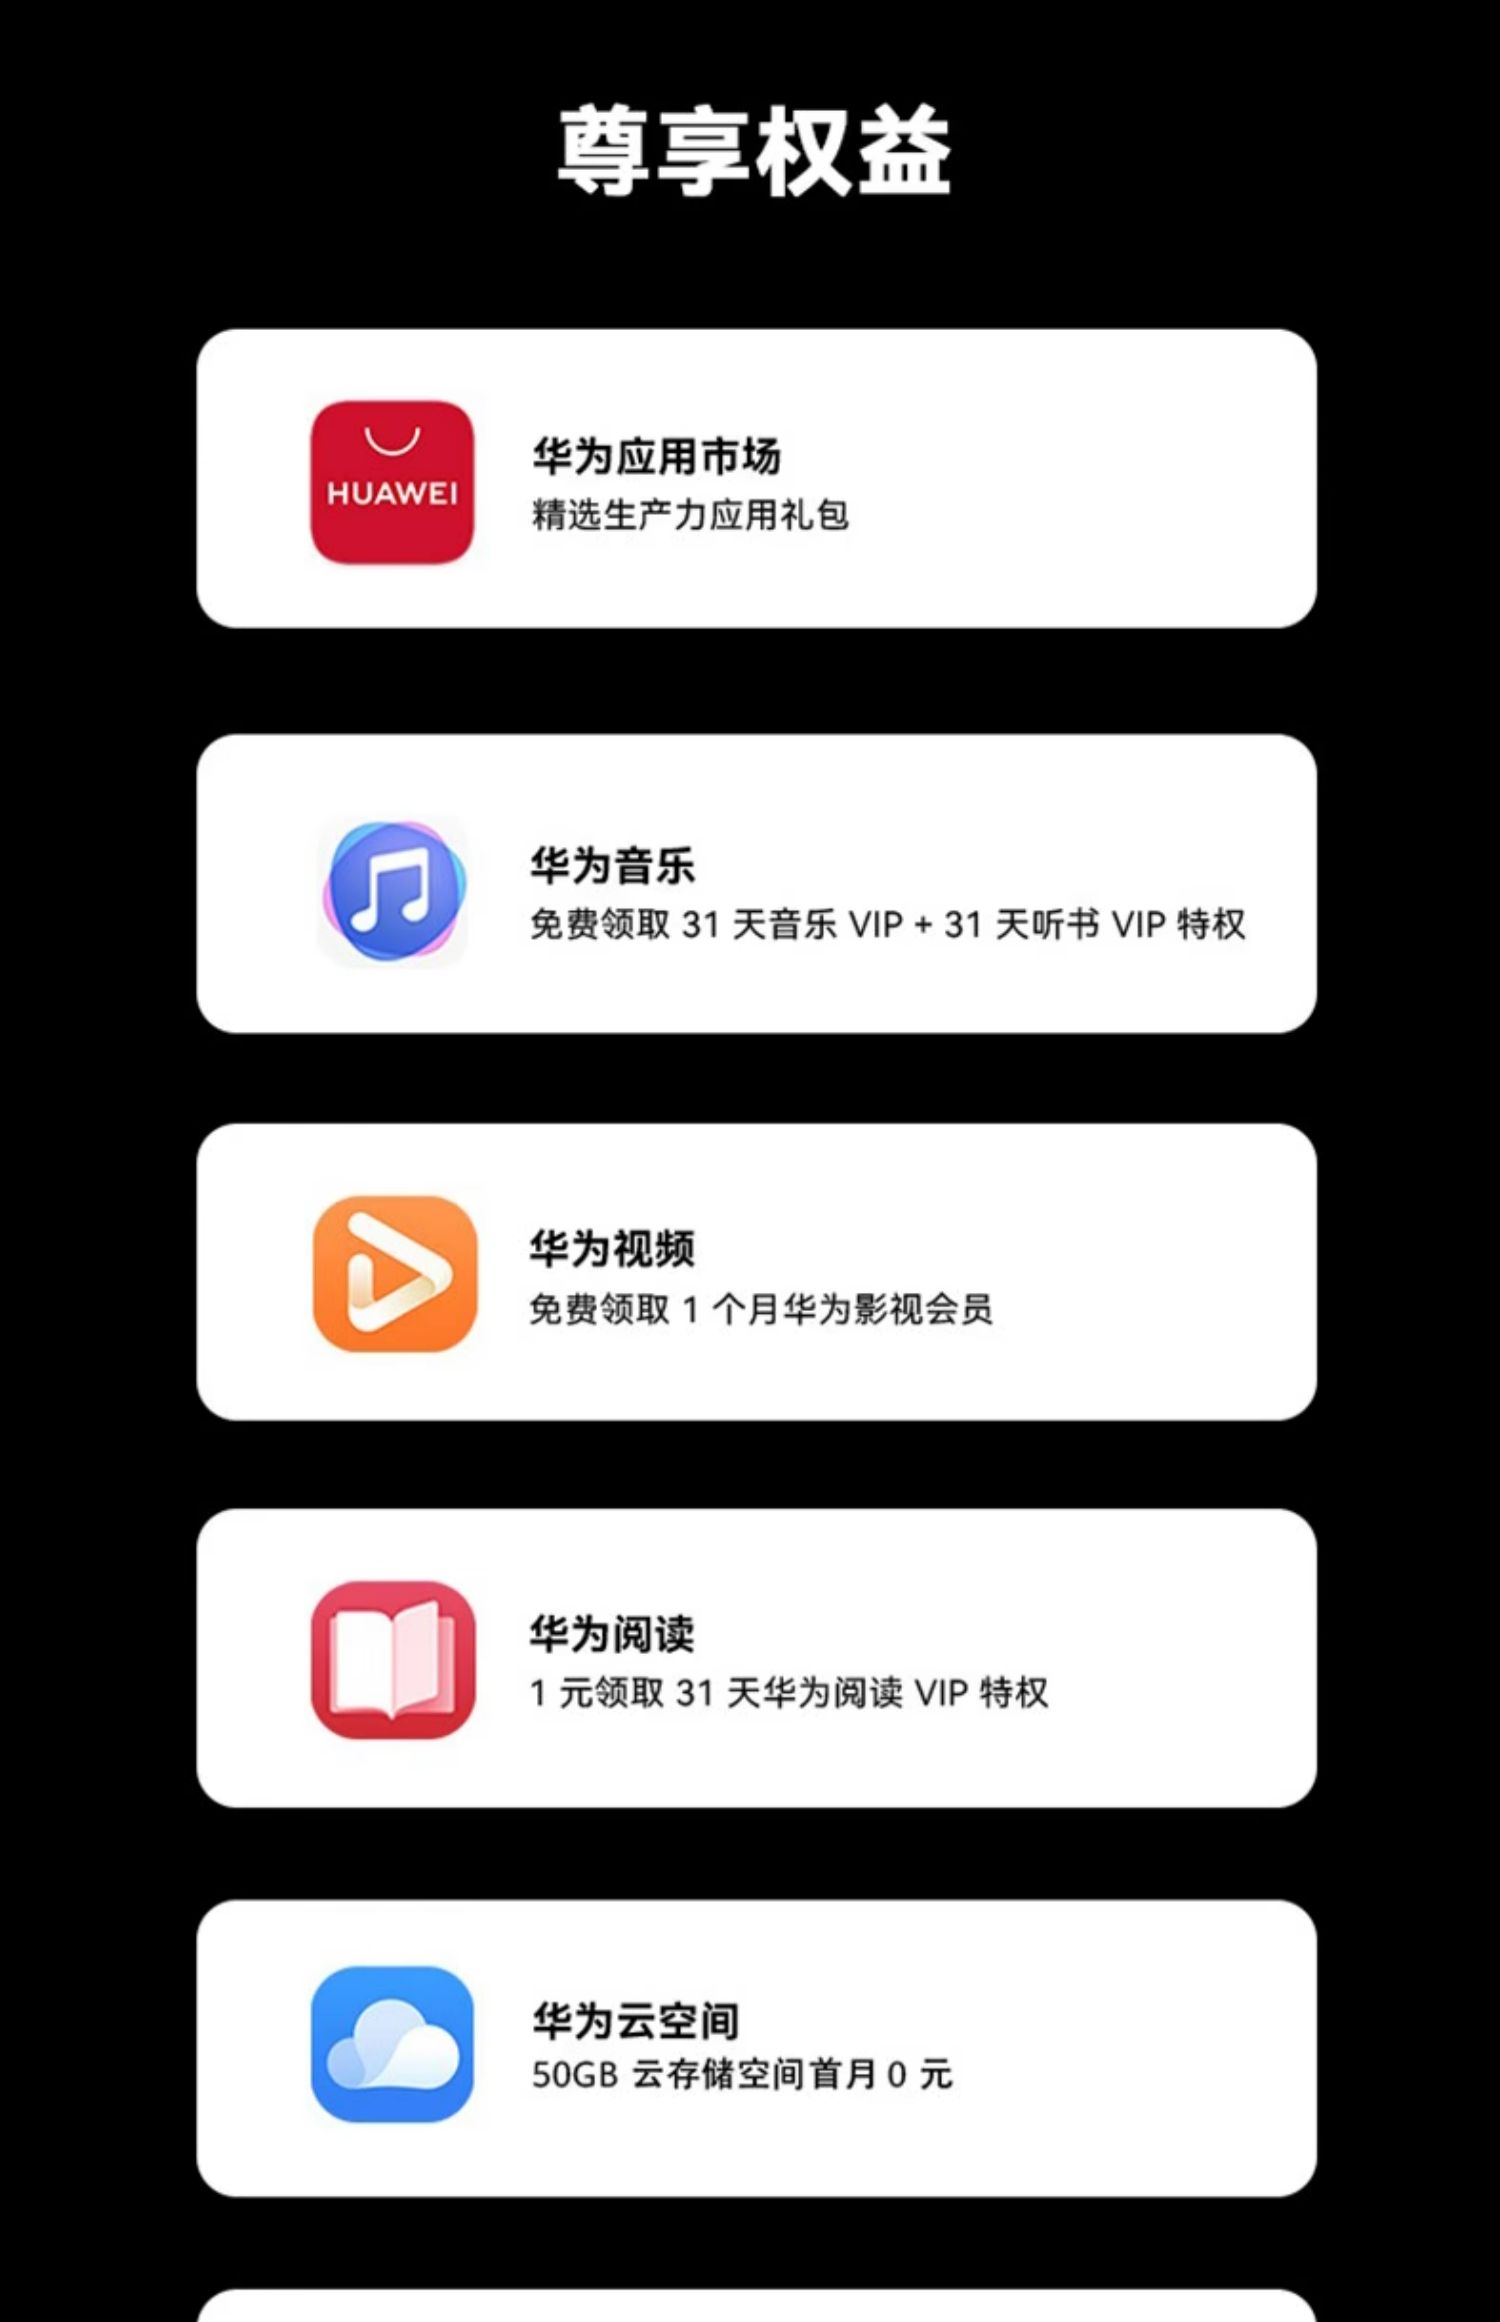 尊享权益
HUAWEI
华为应用市场
精选生产力应用礼包
华为音乐
免费领取 31 天音乐 VIP + 31 天听书 VIP 特权
华为视频
免费领取 1 个月华为影视会员
华为阅读
1 元领取 31 天华为阅读 VIP 特权
华为云空间
50GB 云存储空间首月 0 元